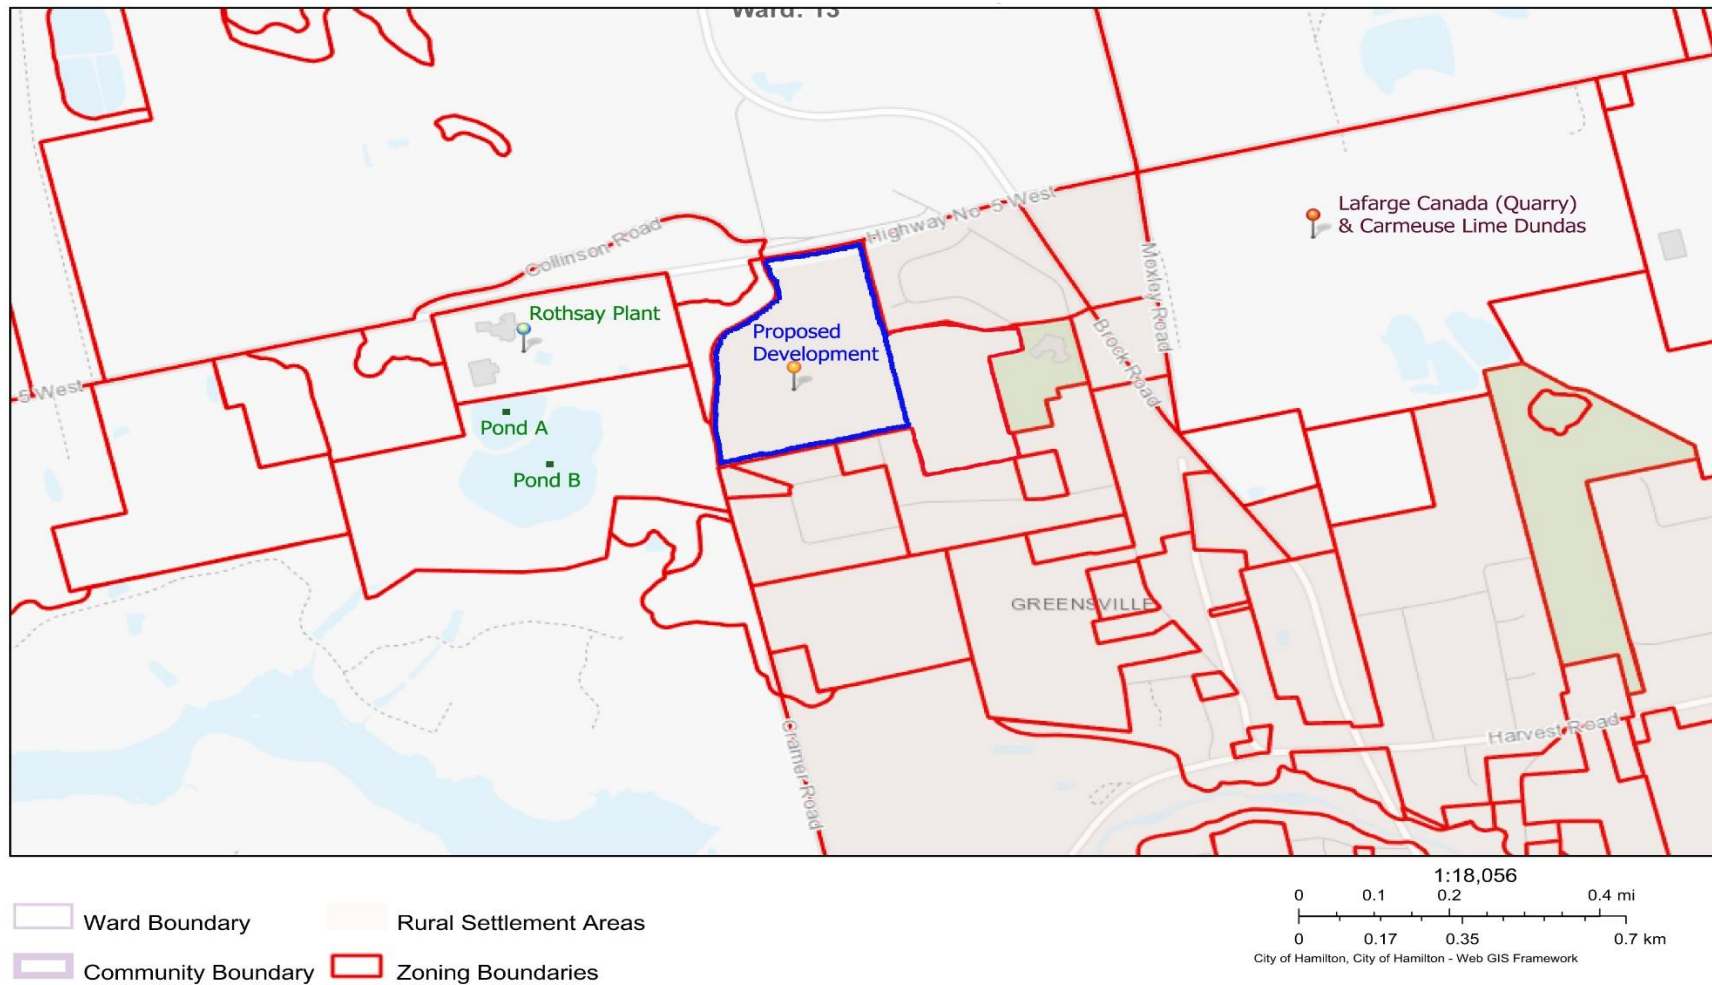 Ward: 13
Highway No 5 West
Collinson Road
Moxley Road
Lafarge Canada (Quarry)
& Carmeuse Lime Dundas
Rothsay Plant
Proposed
Development
Brock Road
5 West
Pond A
Pond B
GREENSVILLE
Cramer Road
Harvest Road
Ward Boundary
Rural Settlement Areas
Community Boundary
Zoning Boundaries
1:18,056
0 0.1 0.2 0.4 mi
0 0.17 0.35 0.7 km
City of Hamilton, City of Hamilton - Web GIS Framework